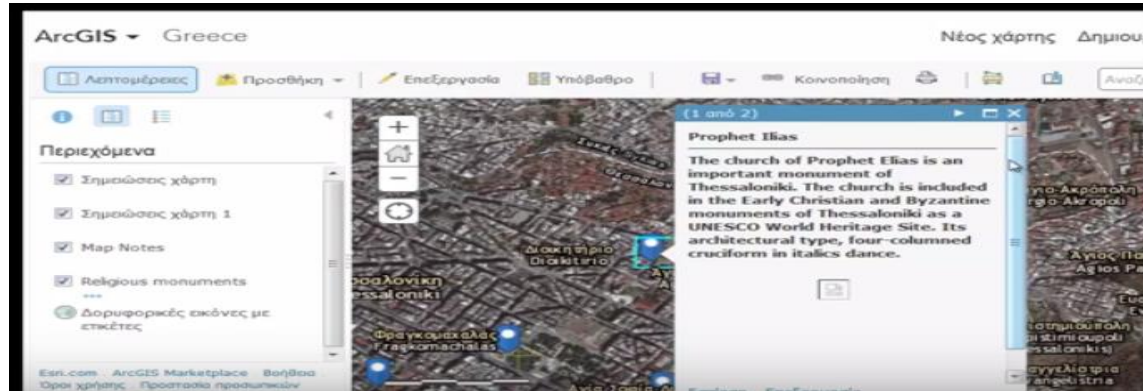 ArcGIS Greece
Νέος χάρτης
Λεπτομέρειες Προσθήκη Επεξεργασία Υπόβαθρο Κοινοποίηση
Περιεχόμενα
Σημειώσεις χάρτη
Σημειώσεις χάρτη 1
Map Notes
Religious monuments
Δορυφορικές εικόνες με
ετικέτες
Esri.com . ArcGIS Marketplace . Βοήθεια .
Όροι χρήσης . Προστασία προσωπικών
Διοικητήριο
Φραγκομαχαλάς
Fragkomachalas
(1 από 2)
Prophet Ilias
The church of Prophet Elias is an
important monument of
Thessaloniki. The church is included
in the Early Christian and Byzantine
monuments of Thessaloniki as a
UNESCO World Heritage Site. Its
architectural type, four-columned
cruciform in italics dance.